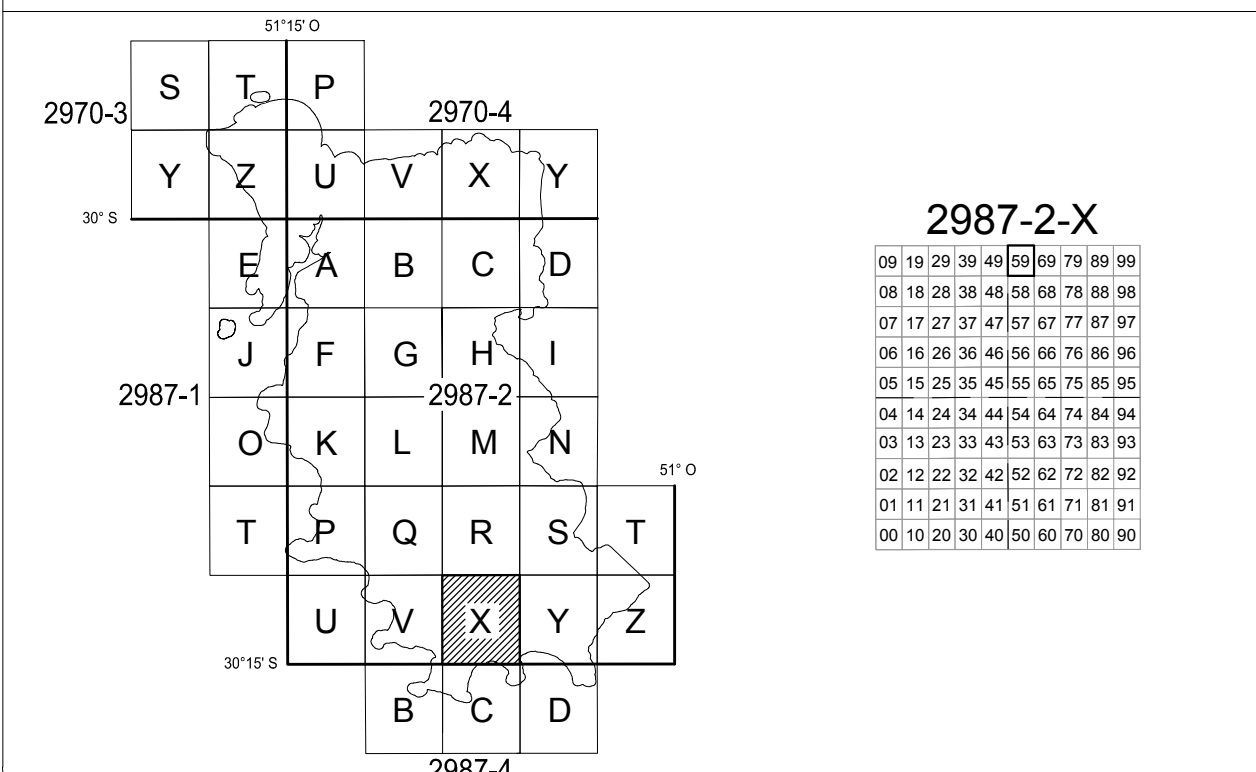 51°15' O
S T P
2970-3 2970-4
Y Z U V X Y
30° S
E A B C D
J F G H I
2987-1 2987-2
O K L M N
51° O
T P Q R S T
U V X Y Z
30°15' S
B C D
2987-4
2987-2-X
09 19 29 39 49 59 69 79 89 99
08 18 28 38 48 58 68 78 88 98
07 17 27 37 47 57 67 77 87 97
06 16 26 36 46 56 66 76 86 96
05 15 25 35 45 55 65 75 85 95
04 14 24 34 44 54 64 74 84 94
03 13 23 33 43 53 63 73 83 93
02 12 22 32 42 52 62 72 82 92
01 11 21 31 41 51 61 71 81 91
00 10 20 30 40 50 60 70 80 90